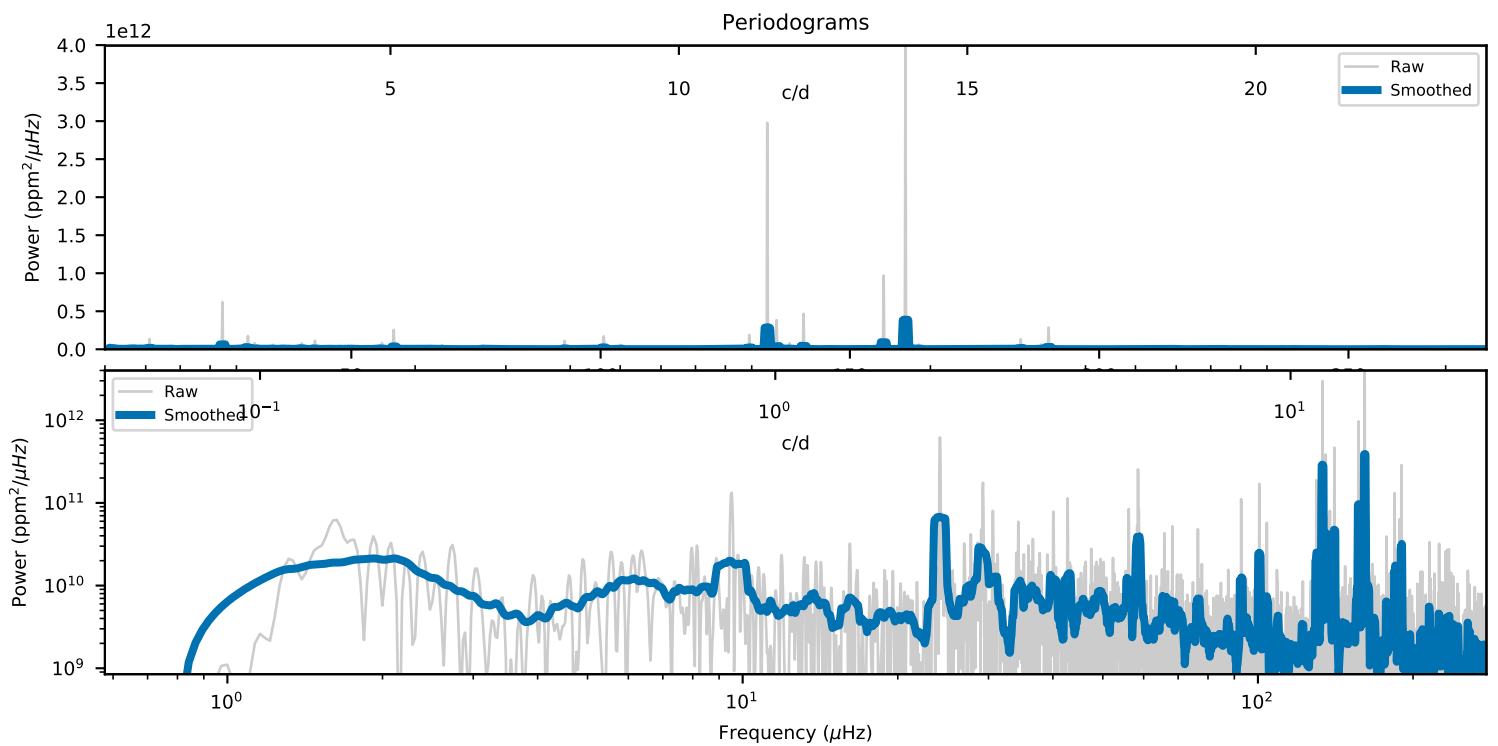 Periodograms
1e12
4.0
3.5
3.0
2.5
2.0
1.5
1.0
0.5
0.0
Power (ppm²/μHz)
5 10 15 20
c/d
Raw
Smoothed
Raw
Smoothed
10⁻¹ 10⁰ 10¹
c/d
10¹²
10¹¹
10¹⁰
10⁹
Power (ppm²/μHz)
10⁰ 10¹ 10²
Frequency (μHz)